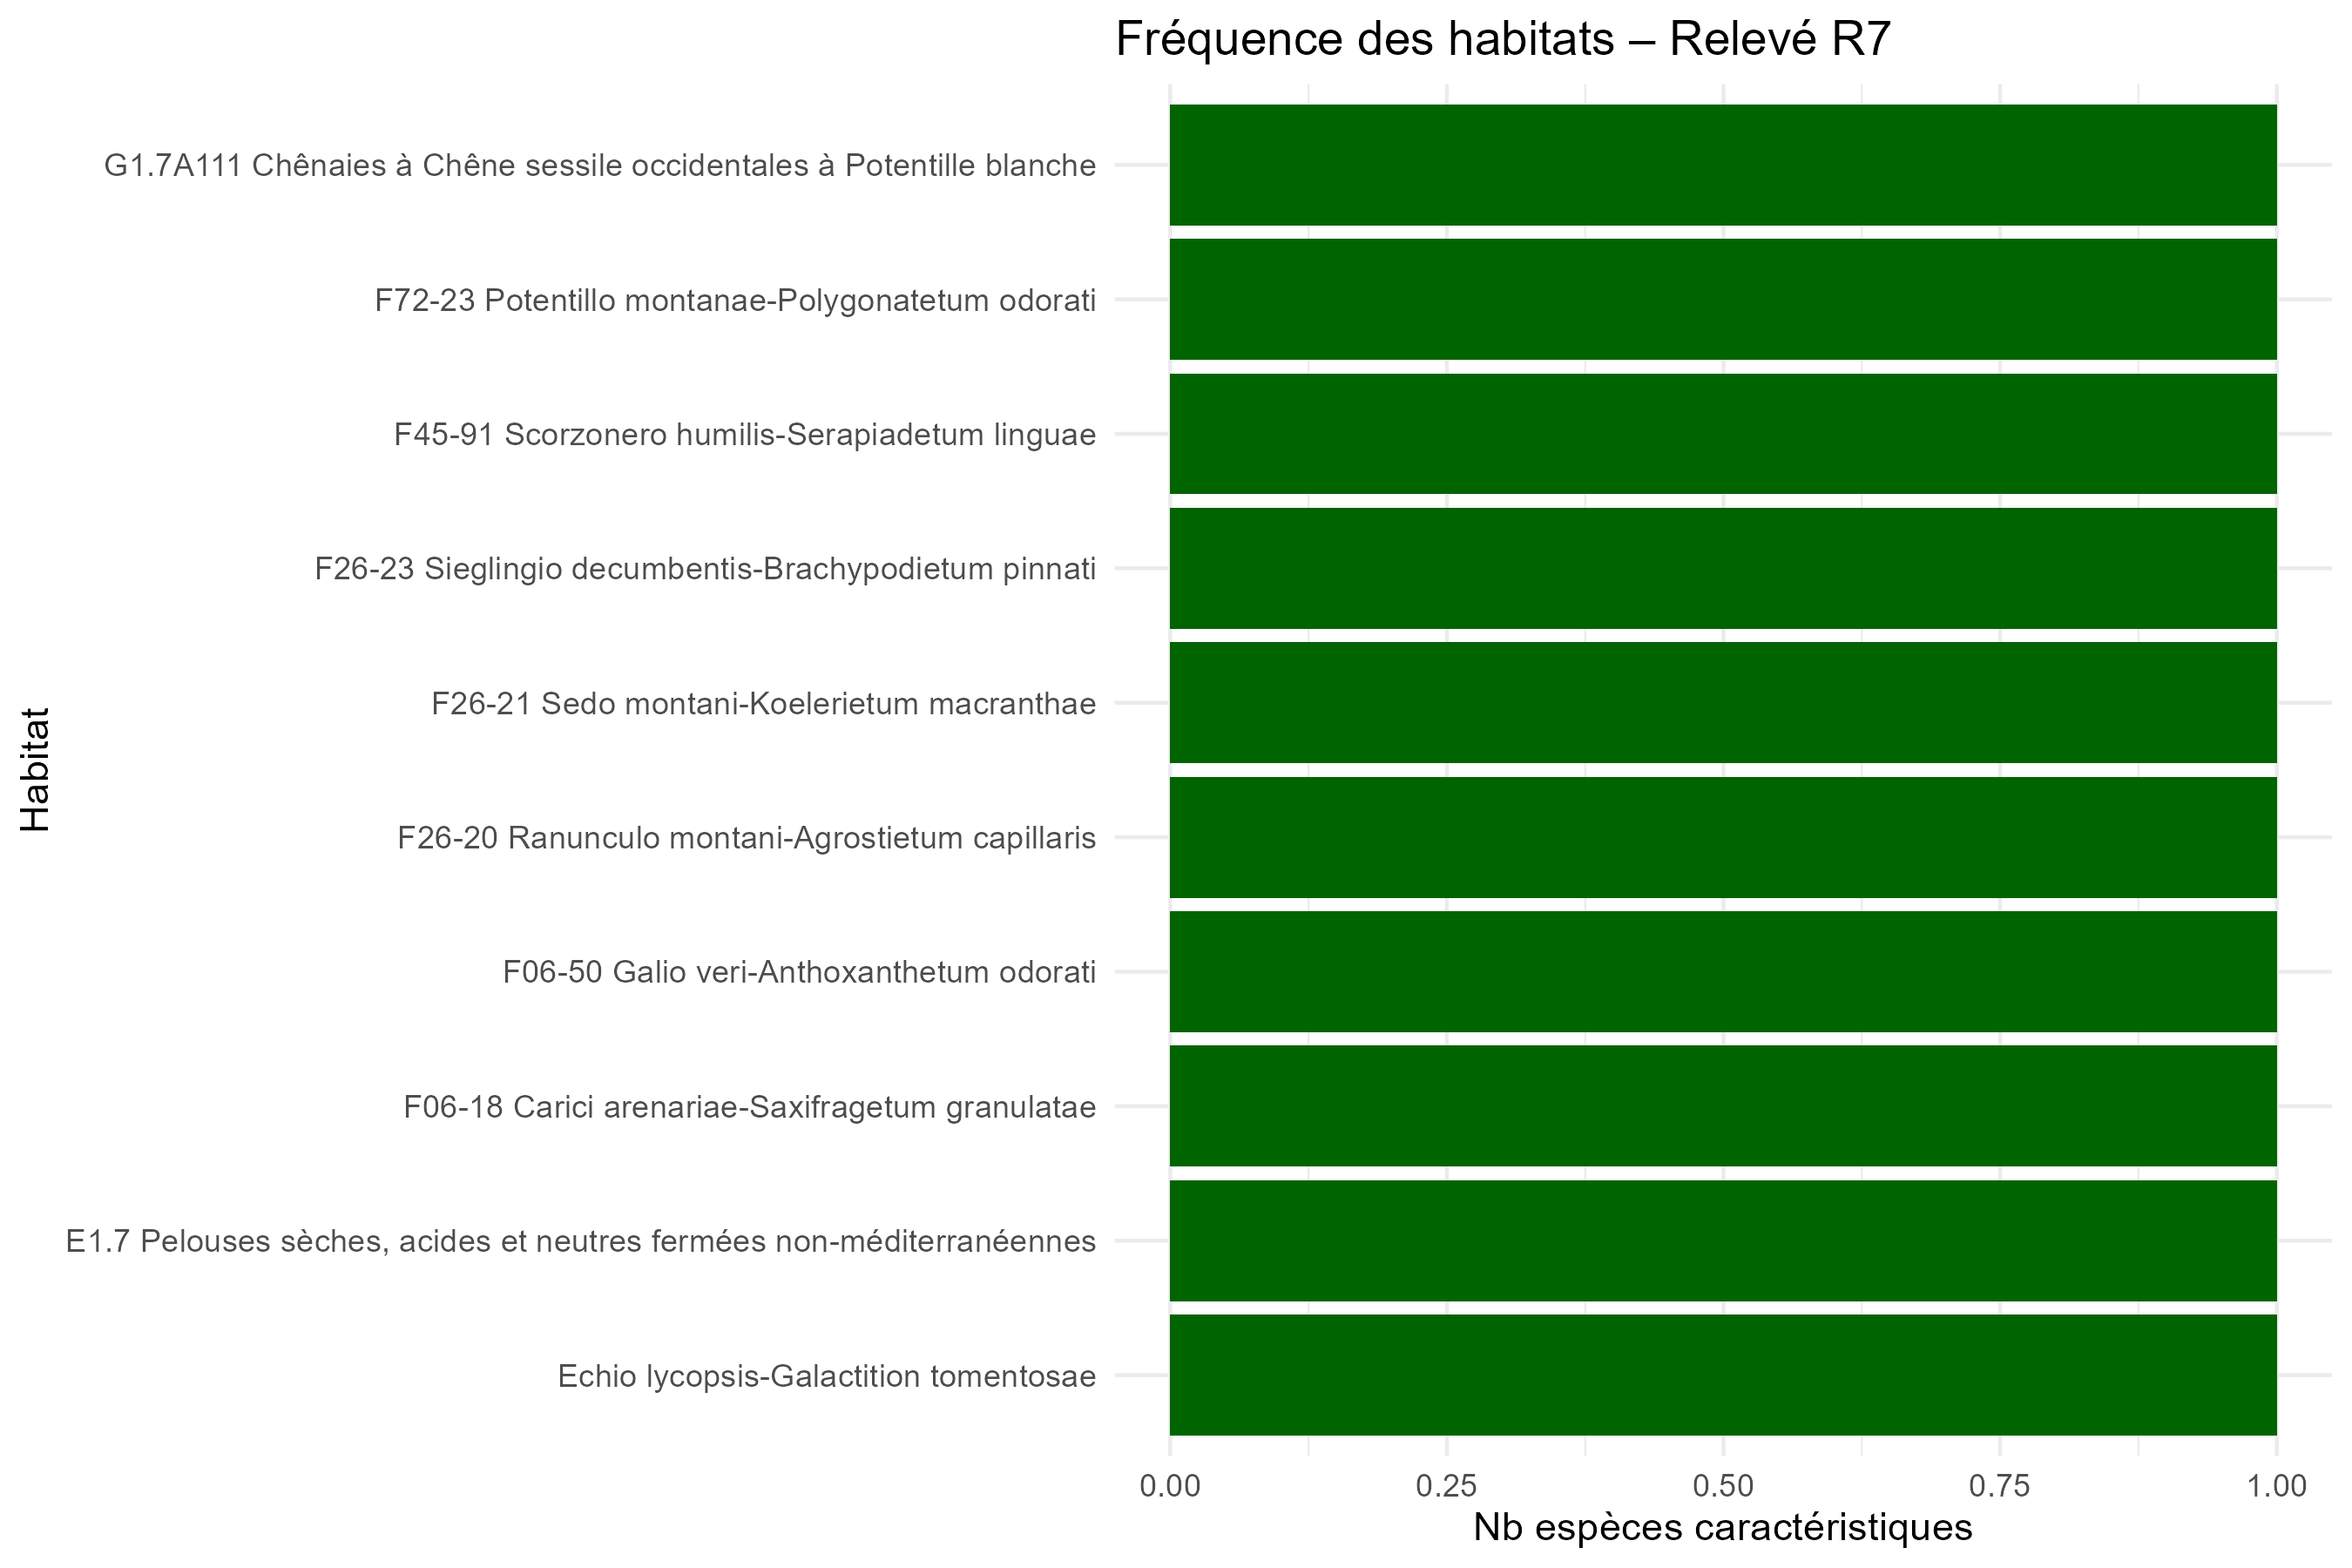 Fréquence des habitats – Relevé R7
G1.7A111 Chênaies à Chêne sessile occidentales à Potentille blanche
F72-23 Potentillo montanae-Polygonatetum odorati
F45-91 Scorzonero humilis-Serapiadetum linguae
F26-23 Sieglingio decumbentis-Brachypodietum pinnati
F26-21 Sedo montani-Koelerietum macranthae
F26-20 Ranunculo montani-Agrostietum capillaris
F06-50 Galio veri-Anthoxanthetum odorati
F06-18 Carici arenariae-Saxifragetum granulatae
E1.7 Pelouses sèches, acides et neutres fermées non-méditerranéennes
Echio lycopsis-Galactition tomentosae
Habitat
0.00 0.25 0.50 0.75 1.00
Nb espèces caractéristiques